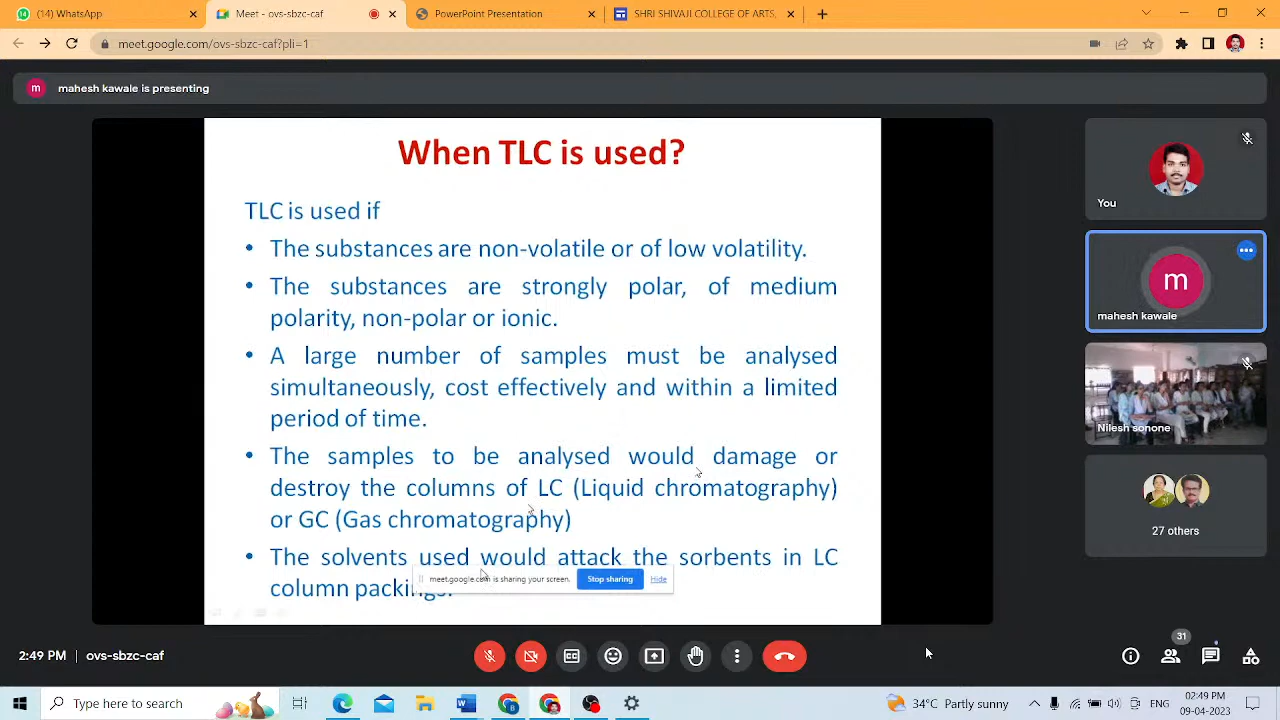 (14) WhatsApp
Meet - ovs-sbzc-caf
PowerPoint Presentation
SHRI SHIVAJI COLLEGE OF ARTS,
meet.google.com/ovs-sbzc-caf?pli=1
m
mahesh kawale is presenting
When TLC is used?
TLC is used if
• The substances are non-volatile or of low volatility.
• The substances are strongly polar, of medium
polarity, non-polar or ionic.
• A large number of samples must be analysed
simultaneously, cost effectively and within a limited
period of time.
• The samples to be analysed would damage or
destroy the columns of LC (Liquid chromatography)
or GC (Gas chromatography)
• The solvents used would attack the sorbents in LC
column packings.
meet.google.com is sharing your screen.
Stop sharing
Hide
You
m
mahesh kawale
Nilesh sonone
27 others
2:49 PM | ovs-sbzc-caf
31
Type here to search
34°C Partly sunny
02:49 PM
09-04-2023